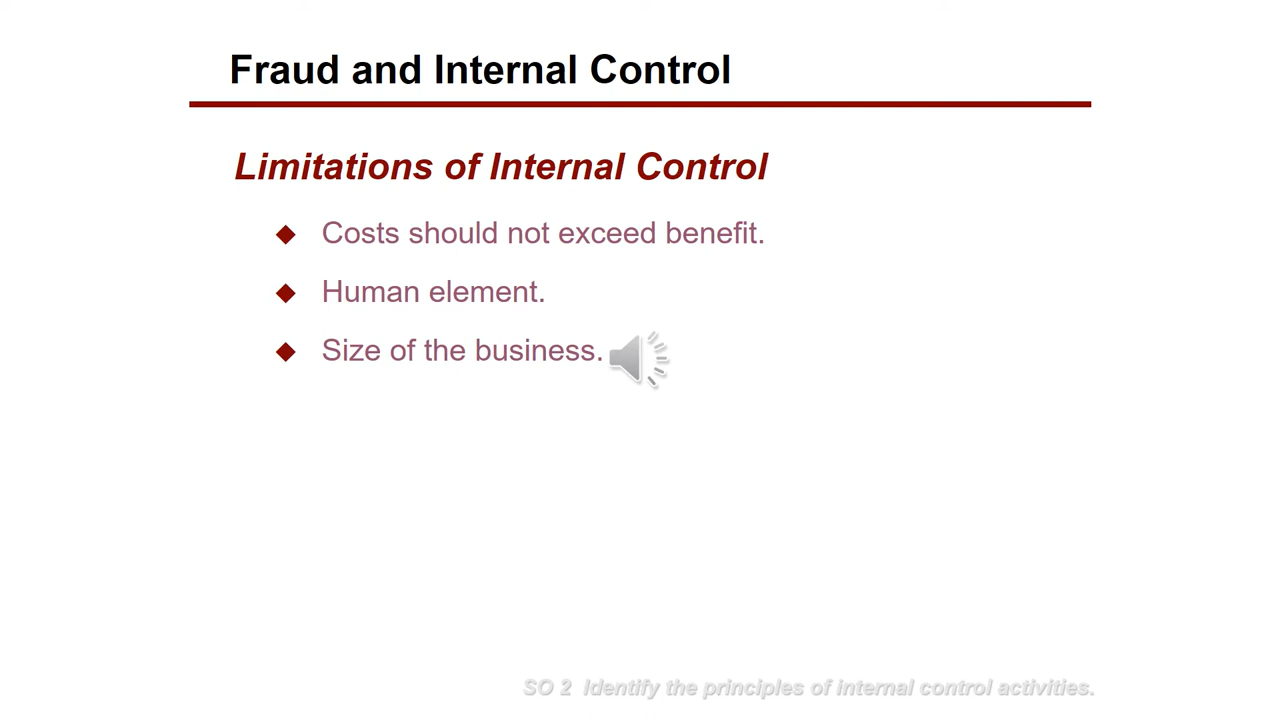 Fraud and Internal Control
Limitations of Internal Control
Costs should not exceed benefit.
Human element.
Size of the business.
SO 2 Identify the principles of internal control activities.